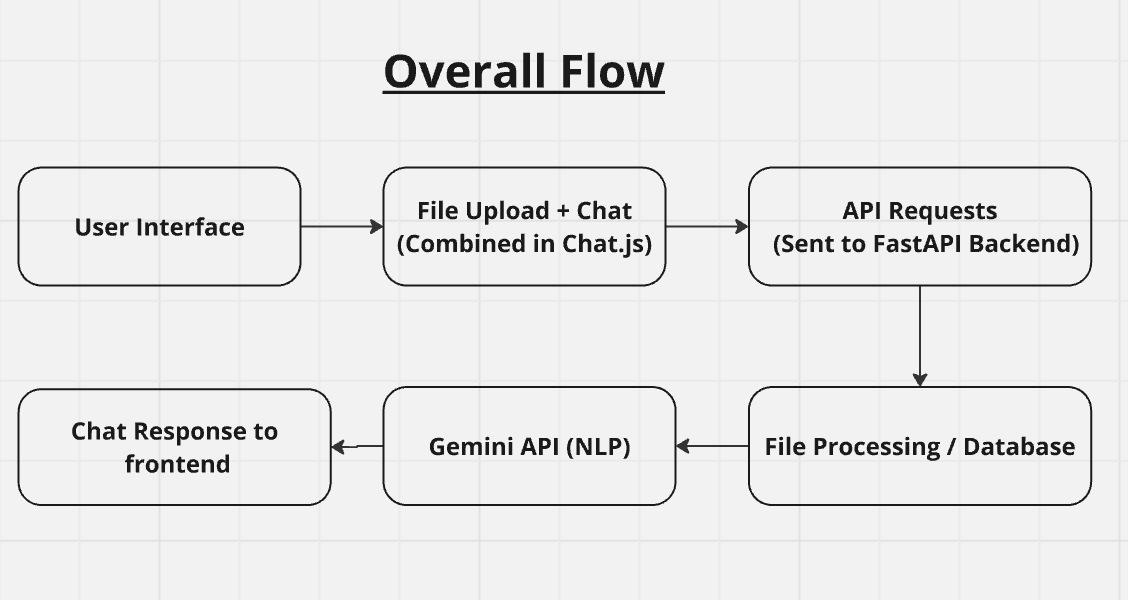 Overall Flow
User Interface
File Upload + Chat
(Combined in Chat.js)
API Requests
(Sent to FastAPI Backend)
Chat Response to
frontend
Gemini API (NLP)
File Processing / Database